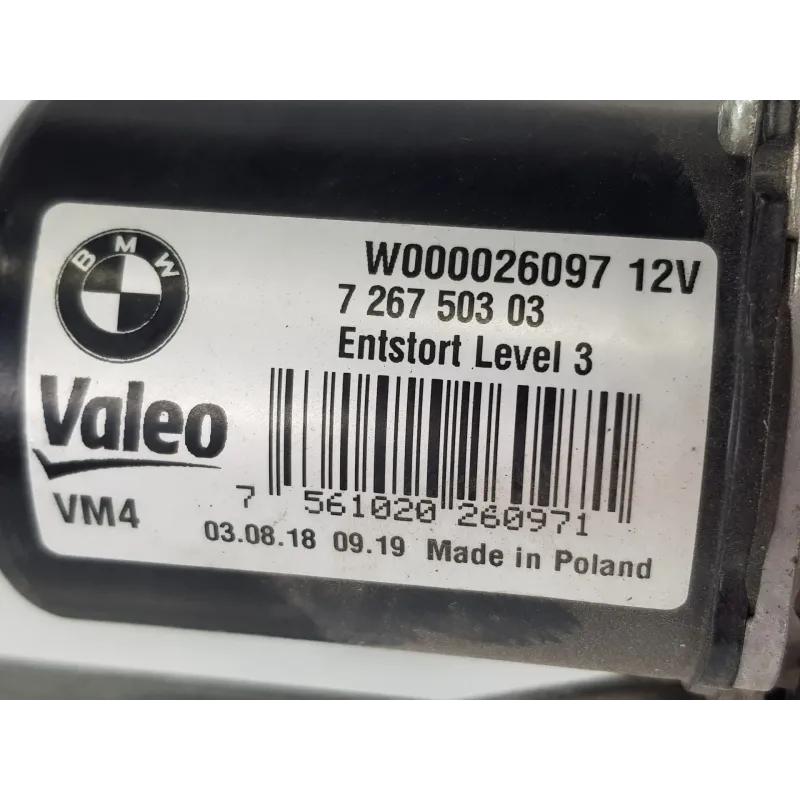 BMW
W000026097 12V
7 267 503 03
Entstort Level 3
Valeo
VM4
7 561020 260971
03.08.18 09.19 Made in Poland